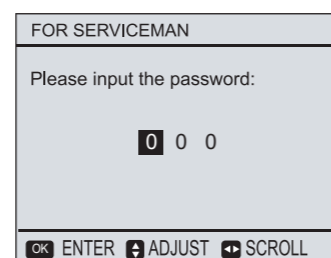 FOR SERVICEMAN
Please input the password:
0 0 0
OK ENTER ADJUST SCROLL